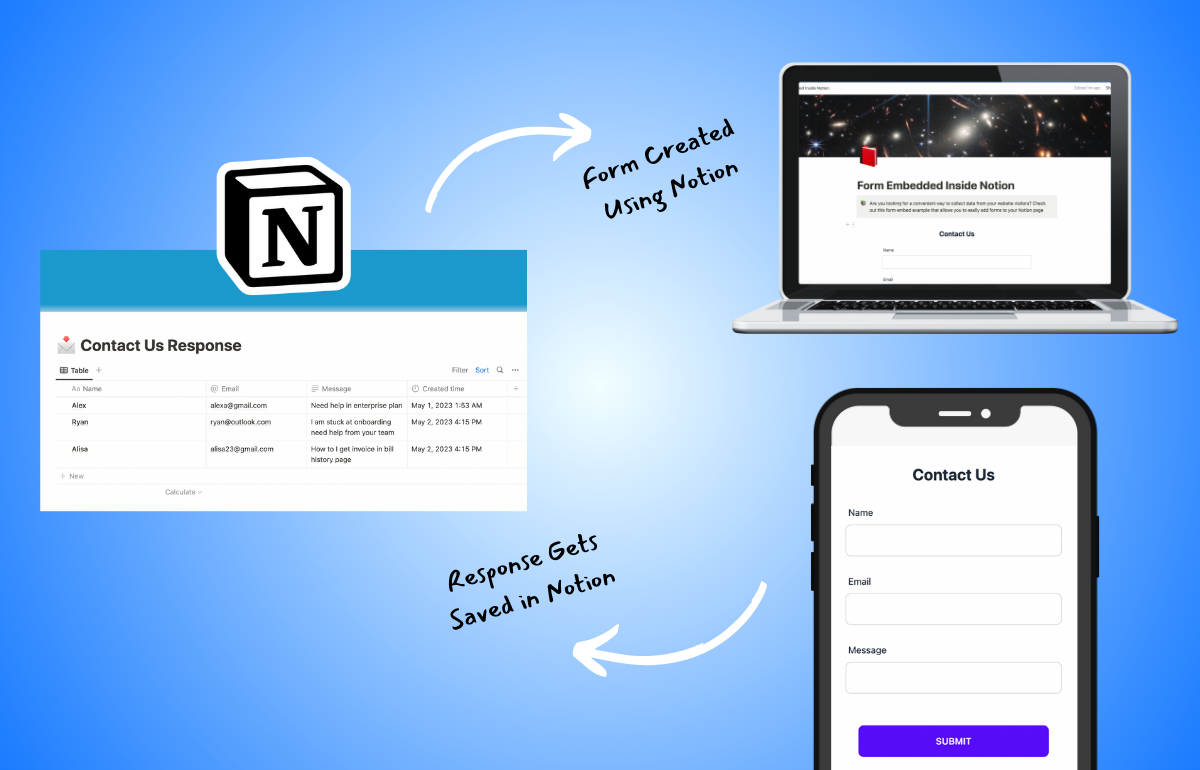 Form Created
Using Notion
N
Contact Us Response
Table
Filter Sort
Aa Name Email Message Created time
Alex alexa@gmail.com Need help in enterprise plan May 1, 2023 1:53 AM
Ryan ryan@outlook.com I am stuck at onboarding May 2, 2023 4:15 PM
need help from your team
Alisa alisa23@gmail.com How to I get invoice in bill May 2, 2023 4:15 PM
history page
New
Calculate
ed Inside Notion
Form Embedded Inside Notion
Are you looking for a convenient way to collect data from your website visitors? Check
out this form embed example that allows you to easily add forms to your Notion page
Contact Us
Name
Email
Response Gets
Saved in Notion
Contact Us
Name
Email
Message
SUBMIT